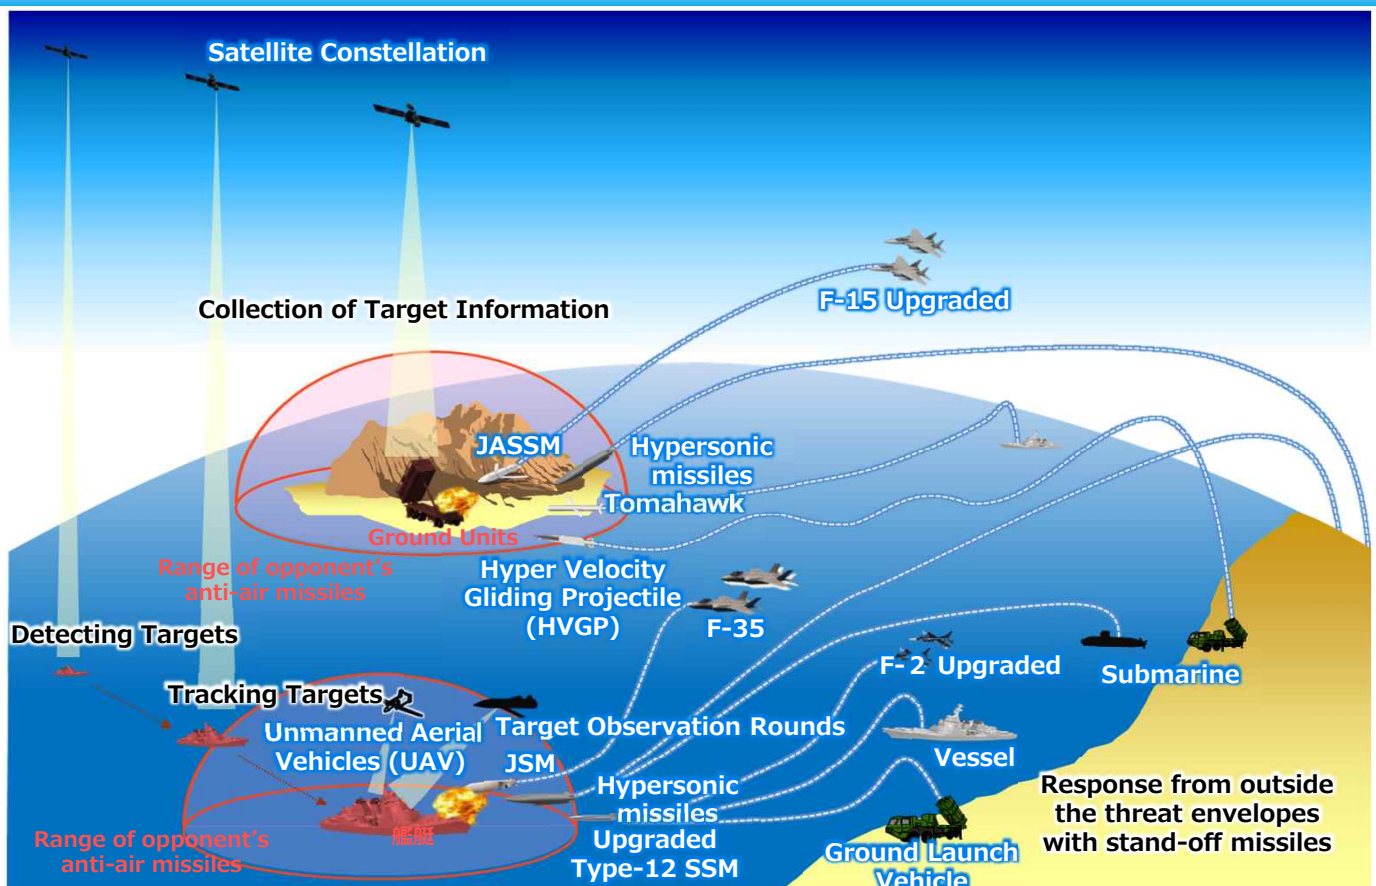 Satellite Constellation
Collection of Target Information
F-15 Upgraded
JASSM
Hypersonic
missiles
Tomahawk
Ground Units
Range of opponent's
anti-air missiles
Hyper Velocity
Gliding Projectile
(HVGP)
F-35
Detecting Targets
F-2 Upgraded
Submarine
Tracking Targets
Unmanned Aerial
Vehicles (UAV)
Target Observation Rounds
JSM
Vessel
Hypersonic
missiles
Upgraded
Type-12 SSM
艦艇
Range of opponent's
anti-air missiles
Ground Launch
Vehicle
Response from outside
the threat envelopes
with stand-off missiles